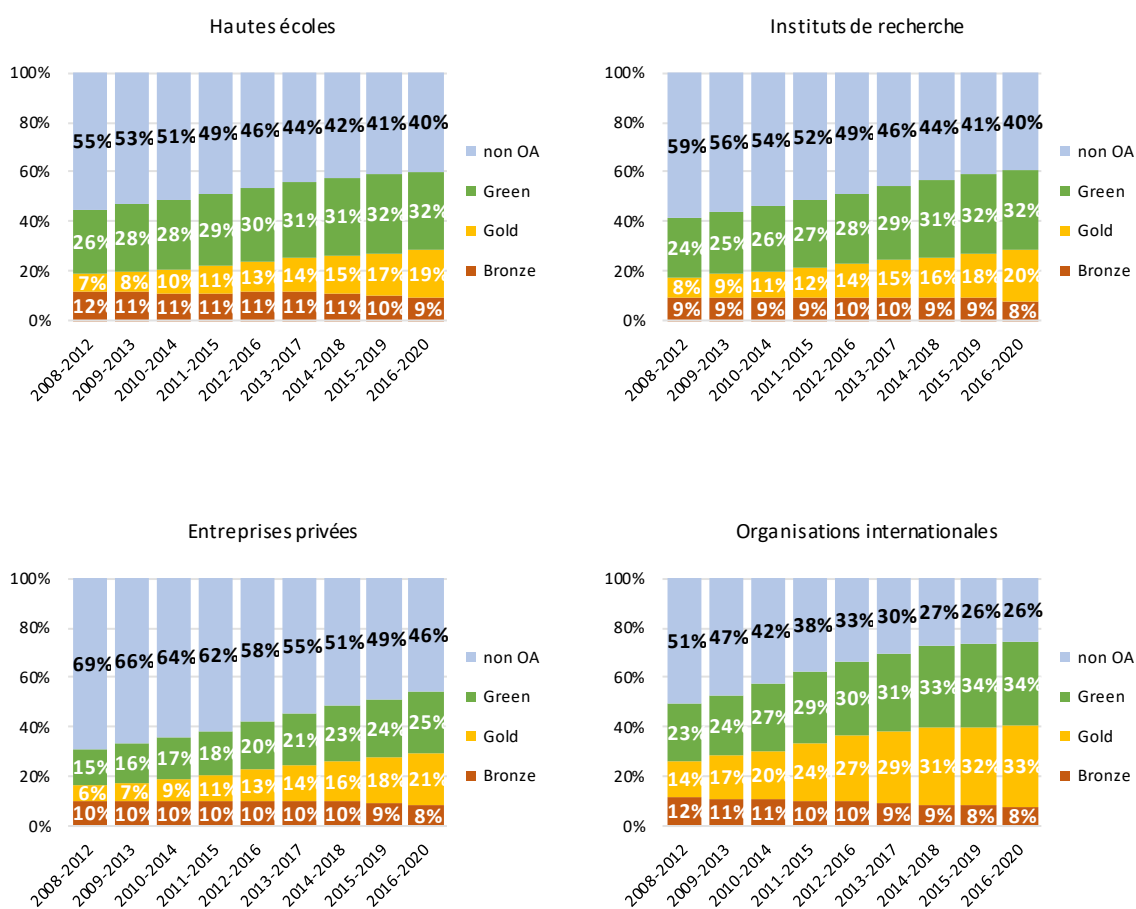 Hautes écoles
100%
80%
60%
40%
20%
0%
55% 53% 51% 49% 46% 44% 42% 41% 40%
26% 28% 28% 29% 30% 31% 31% 32% 32%
7% 8% 10% 11% 13% 14% 15% 17% 19%
12% 11% 11% 11% 11% 11% 11% 10% 9%
2008-2012 2009-2013 2010-2014 2011-2015 2012-2016 2013-2017 2014-2018 2015-2019 2016-2020
non OA
Green
Gold
Bronze
Instituts de recherche
100%
80%
60%
40%
20%
0%
59% 56% 54% 52% 49% 46% 44% 41% 40%
24% 25% 26% 27% 28% 29% 31% 32% 32%
8% 9% 11% 12% 14% 15% 16% 18% 20%
9% 9% 9% 9% 10% 10% 9% 9% 8%
2008-2012 2009-2013 2010-2014 2011-2015 2012-2016 2013-2017 2014-2018 2015-2019 2016-2020
non OA
Green
Gold
Bronze
Entreprises privées
100%
80%
60%
40%
20%
0%
69% 66% 64% 62% 58% 55% 51% 49% 46%
15% 16% 17% 18% 20% 21% 23% 24% 25%
6% 7% 9% 11% 13% 14% 16% 18% 21%
10% 10% 10% 10% 10% 10% 10% 9% 8%
2008-2012 2009-2013 2010-2014 2011-2015 2012-2016 2013-2017 2014-2018 2015-2019 2016-2020
non OA
Green
Gold
Bronze
Organisations internationales
100%
80%
60%
40%
20%
0%
51% 47% 42% 38% 33% 30% 27% 26% 26%
23% 24% 27% 29% 30% 31% 33% 34% 34%
14% 17% 20% 24% 27% 29% 31% 32% 33%
12% 11% 11% 10% 10% 9% 9% 8% 8%
2008-2012 2009-2013 2010-2014 2011-2015 2012-2016 2013-2017 2014-2018 2015-2019 2016-2020
non OA
Green
Gold
Bronze